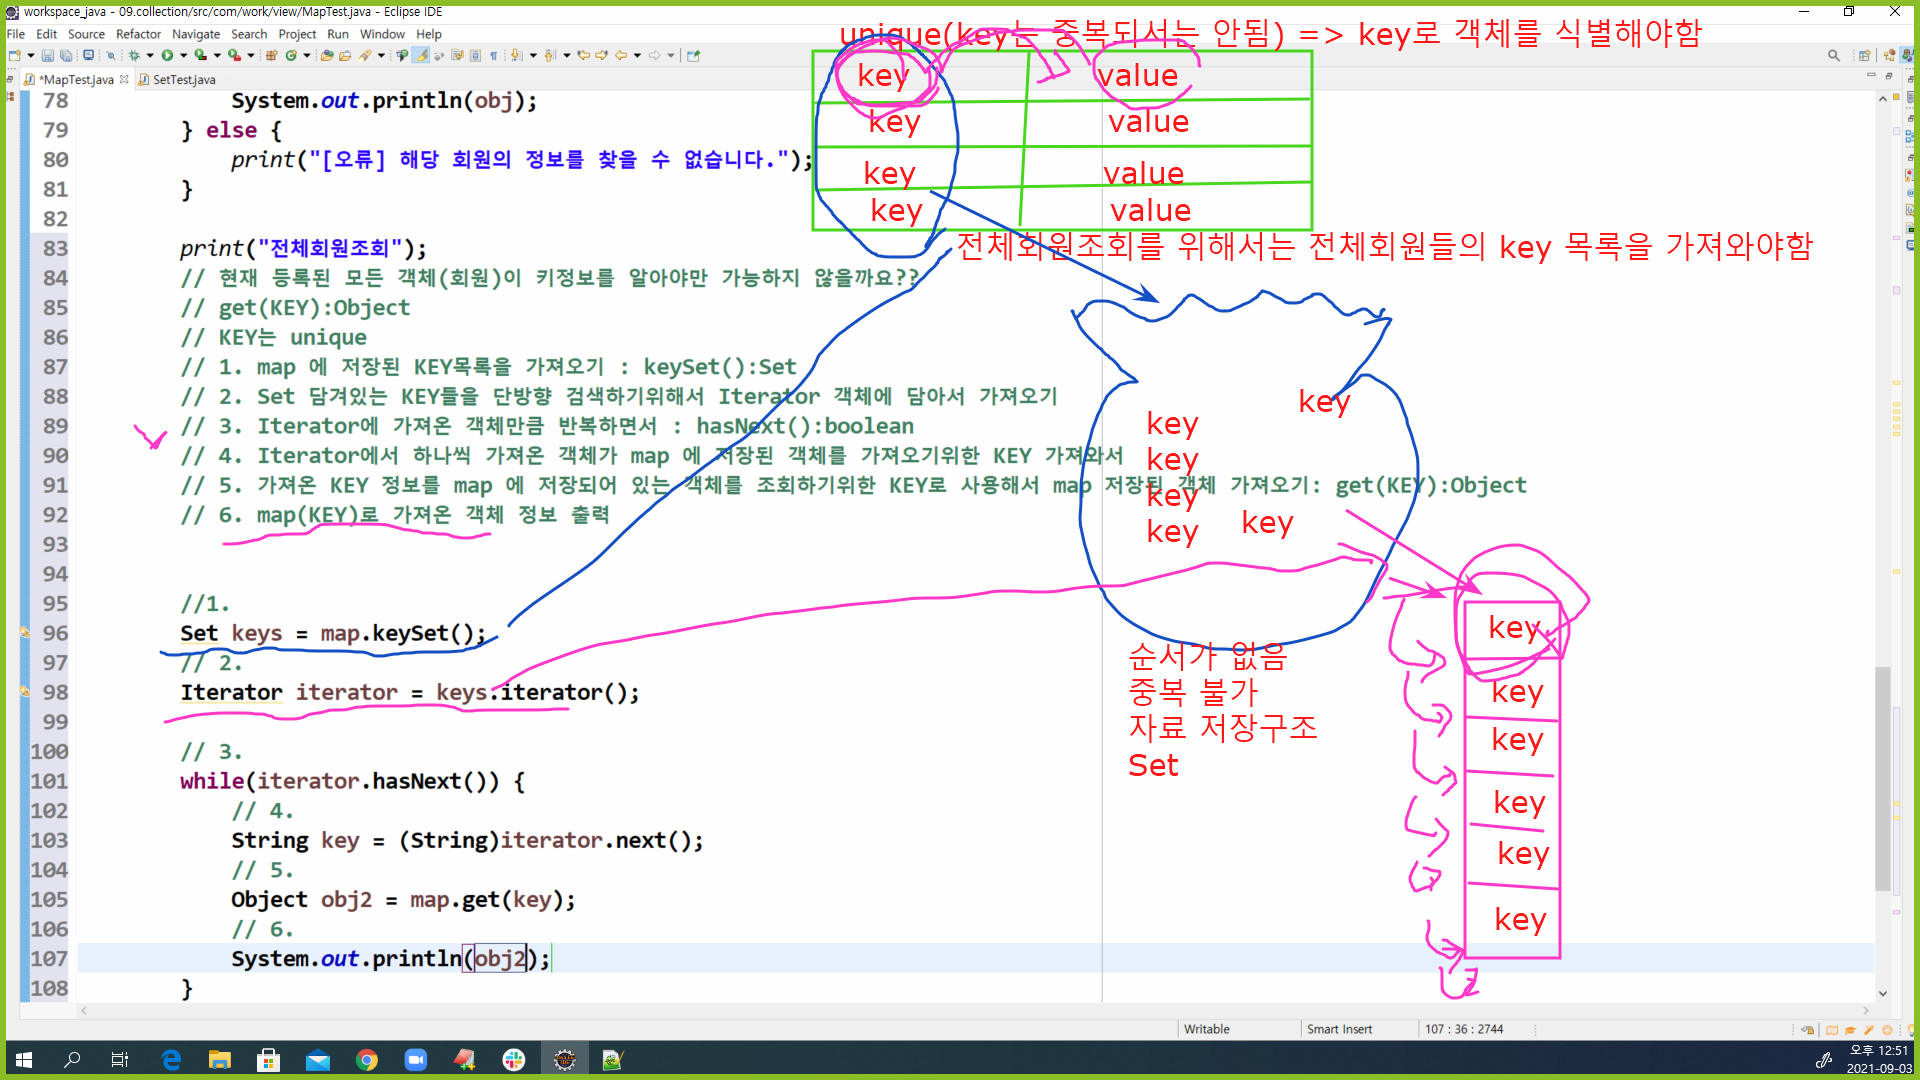 workspace_java - 09.collection/src/com/work/view/MapTest.java - Eclipse IDE
File Edit Source Refactor Navigate Search Project Run Window Help
*MapTest.java SetTest.java
unique(key는 중복되서는 안됨) => key로 객체를 식별해야함
key value
key value
key value
key value
전체회원조회를 위해서는 전체회원들의 key 목록을 가져와야함
78 System.out.println(obj);
79 } else {
80 print("[오류] 해당 회원의 정보를 찾을 수 없습니다.");
81 }
82
83 print("전체회원조회");
84 // 현재 등록된 모든 객체(회원)이 키정보를 알아야만 가능하지 않을까요??
85 // get(KEY):Object
86 // KEY는 unique
87 // 1. map 에 저장된 KEY목록을 가져오기 : keySet():Set
88 // 2. Set 담겨있는 KEY들을 단방향 검색하기위해서 Iterator 객체에 담아서 가져오기
89 // 3. Iterator에 가져온 객체만큼 반복하면서 : hasNext():boolean
90 // 4. Iterator에서 하나씩 가져온 객체가 map 에 저장된 객체를 가져오기위한 KEY 가져와서
91 // 5. 가져온 KEY 정보를 map 에 저장되어 있는 객체를 조회하기위한 KEY로 사용해서 map 저장된 객체 가져오기: get(KEY):Object
92 // 6. map(KEY)로 가져온 객체 정보 출력
93
94
95 //1.
96 Set keys = map.keySet();
97 // 2.
98 Iterator iterator = keys.iterator();
99
100 // 3.
101 while(iterator.hasNext()) {
102 // 4.
103 String key = (String)iterator.next();
104 // 5.
105 Object obj2 = map.get(key);
106 // 6.
107 System.out.println(obj2);
108 }
key
key
key
key
key
key
순서가 없음
중복 불가
자료 저장구조
Set
key
key
key
key
key
key
Writable Smart Insert 107 : 36 : 2744
오후 12:51
2021-09-03